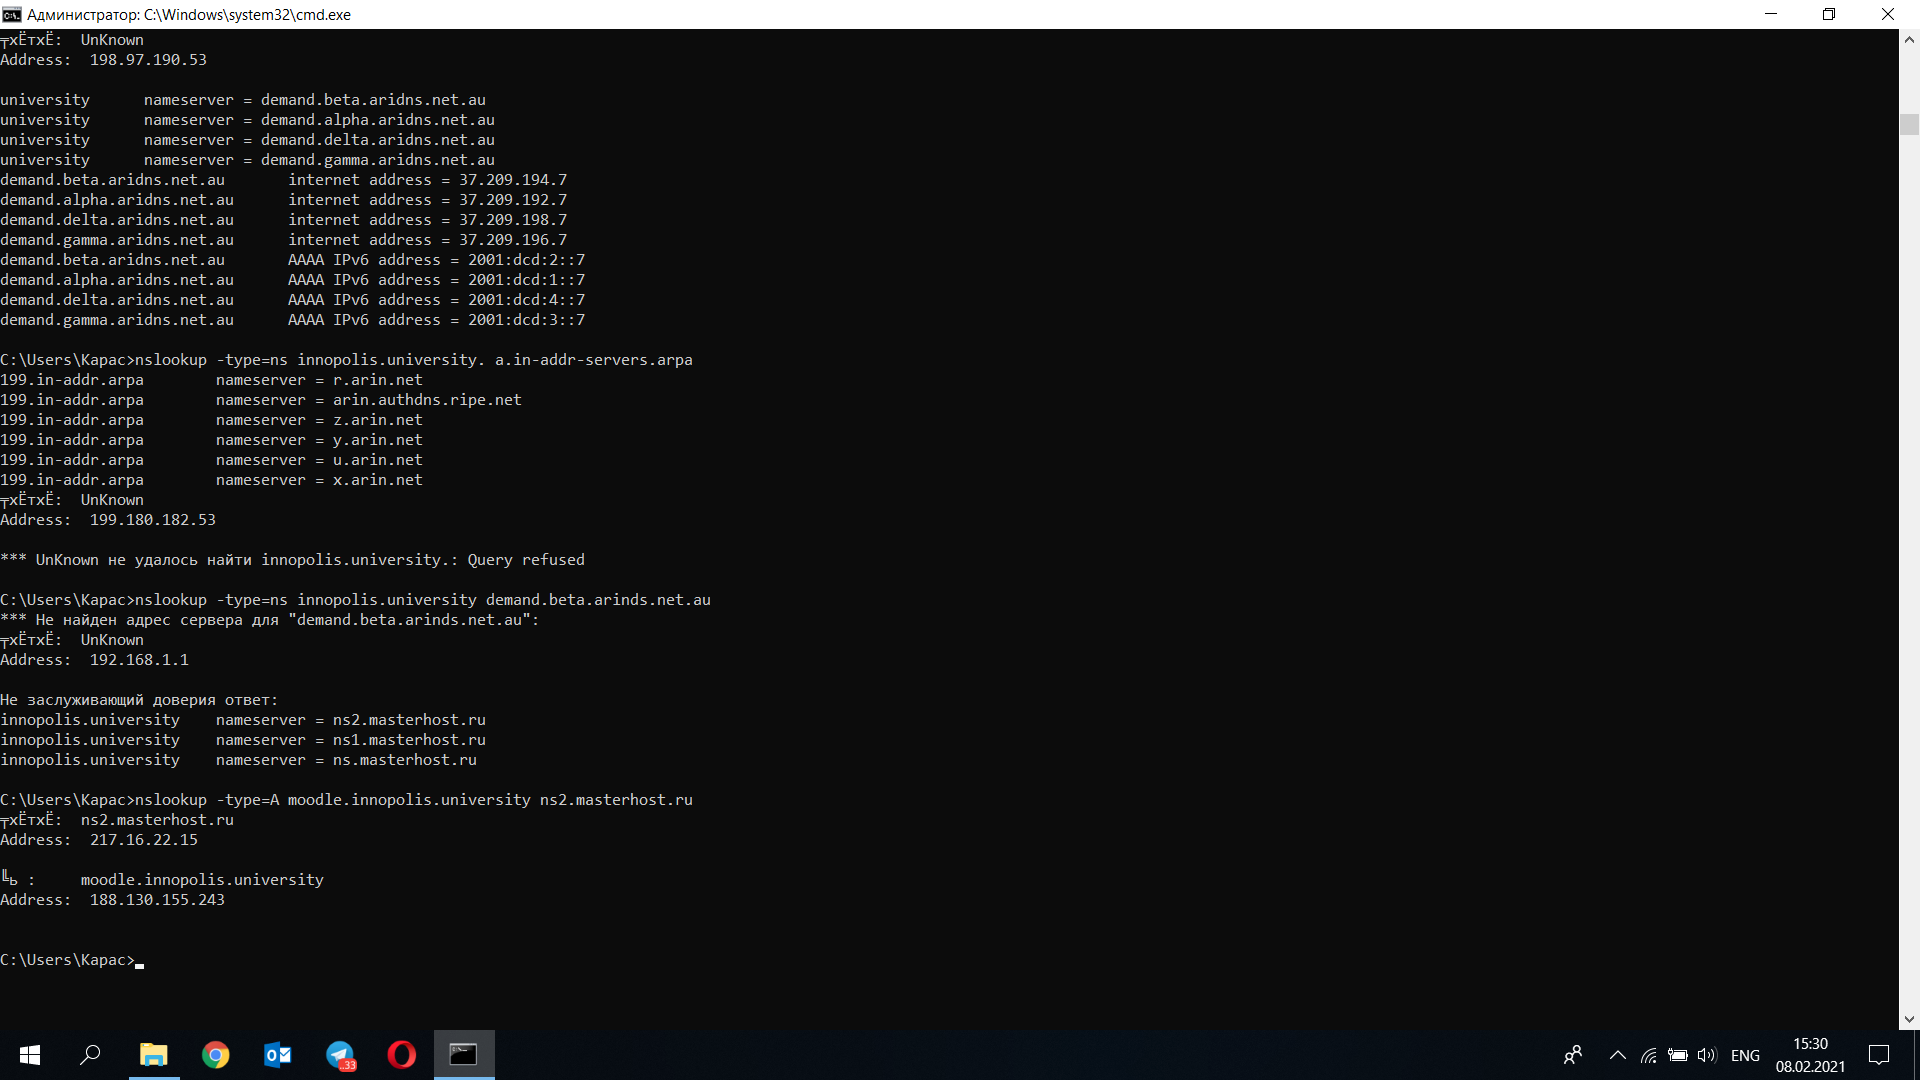 Администратор: C:\Windows\system32\cmd.exe
╤хЁтхЁ:  UnKnown
Address:  198.97.190.53
university      nameserver = demand.beta.aridns.net.au
university      nameserver = demand.alpha.aridns.net.au
university      nameserver = demand.delta.aridns.net.au
university      nameserver = demand.gamma.aridns.net.au
demand.beta.aridns.net.au       internet address = 37.209.194.7
demand.alpha.aridns.net.au      internet address = 37.209.192.7
demand.delta.aridns.net.au      internet address = 37.209.198.7
demand.gamma.aridns.net.au      internet address = 37.209.196.7
demand.beta.aridns.net.au       AAAA IPv6 address = 2001:dcd:2::7
demand.alpha.aridns.net.au      AAAA IPv6 address = 2001:dcd:1::7
demand.delta.aridns.net.au      AAAA IPv6 address = 2001:dcd:4::7
demand.gamma.aridns.net.au      AAAA IPv6 address = 2001:dcd:3::7
C:\Users\Карас>nslookup -type=ns innopolis.university. a.in-addr-servers.arpa
199.in-addr.arpa        nameserver = r.arin.net
199.in-addr.arpa        nameserver = arin.authdns.ripe.net
199.in-addr.arpa        nameserver = z.arin.net
199.in-addr.arpa        nameserver = y.arin.net
199.in-addr.arpa        nameserver = u.arin.net
199.in-addr.arpa        nameserver = x.arin.net
╤хЁтхЁ:  UnKnown
Address:  199.180.182.53
*** UnKnown не удалось найти innopolis.university.: Query refused
C:\Users\Карас>nslookup -type=ns innopolis.university demand.beta.arinds.net.au
*** Не найден адрес сервера для "demand.beta.arinds.net.au":
╤хЁтхЁ:  UnKnown
Address:  192.168.1.1
Не заслуживающий доверия ответ:
innopolis.university    nameserver = ns2.masterhost.ru
innopolis.university    nameserver = ns1.masterhost.ru
innopolis.university    nameserver = ns.masterhost.ru
C:\Users\Карас>nslookup -type=A moodle.innopolis.university ns2.masterhost.ru
╤хЁтхЁ:  ns2.masterhost.ru
Address:  217.16.22.15
╚ь :     moodle.innopolis.university
Address:  188.130.155.243
C:\Users\Карас>
..33
ENG
15:30
08.02.2021